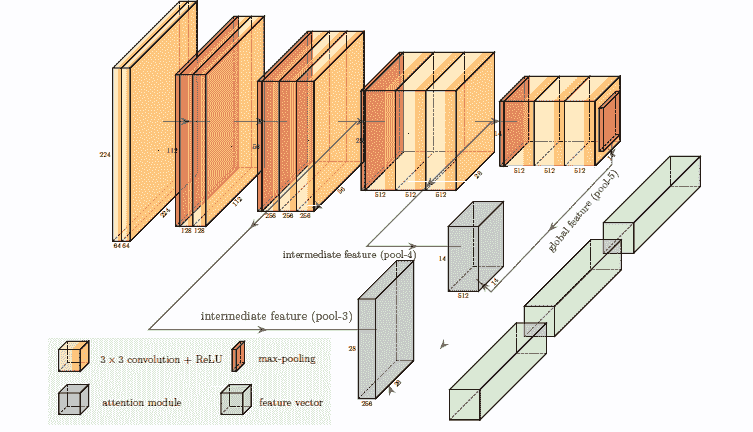 224
224
64 64
112
112
128 128
56
56
256 256 256
28
28
512 512 512
14
14
512 512 512
global feature (pool-5)
intermediate feature (pool-4)
14
14
512
intermediate feature (pool-3)
28
28
256
3 × 3 convolution + ReLU
max-pooling
attention module
feature vector